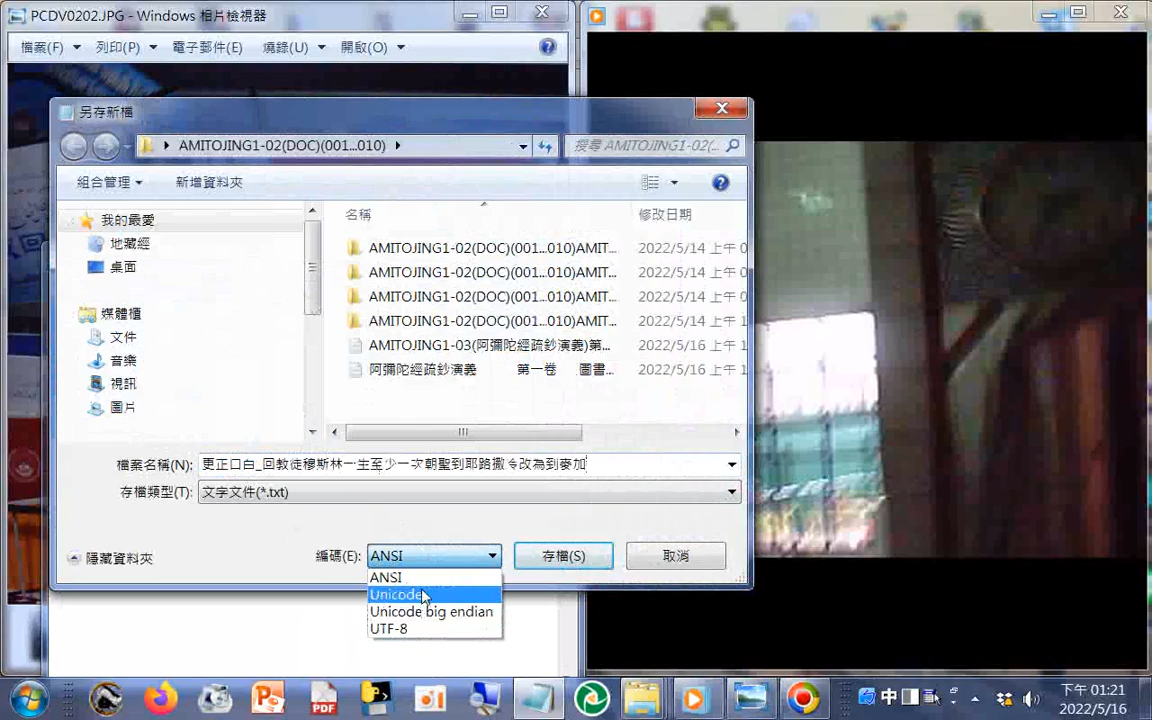 PCDV0202.JPG - Windows 相片檢視器
檔案(F) 列印(P) 電子郵件(E) 燒錄(U) 開啟(O)
另存新檔
AMITOJING1-02(DOC)(001...010)
搜尋 AMITOJING1-02(...
組合管理 新增資料夾
我的最愛
地藏經
桌面
媒體櫃
文件
音樂
視訊
圖片
名稱 修改日期
AMITOJING1-02(DOC)(001...010)AMIT... 2022/5/14 上午 0
AMITOJING1-02(DOC)(001...010)AMIT... 2022/5/14 上午 0
AMITOJING1-02(DOC)(001...010)AMIT... 2022/5/14 上午 0
AMITOJING1-02(DOC)(001...010)AMIT... 2022/5/14 上午 1
AMITOJING1-03(阿彌陀經疏鈔演義)第... 2022/5/16 上午 1
阿彌陀經疏鈔演義 第一卷 圖書... 2022/5/16 上午 1
檔案名稱(N): 更正口白_回教徒穆斯林一生至少一次朝聖到耶路撒令改為到麥加
存檔類型(T): 文字文件(*.txt)
隱藏資料夾
編碼(E): ANSI
存檔(S) 取消
ANSI
Unicode
Unicode big endian
UTF-8
PDF
中
下午 01:21
2022/5/16